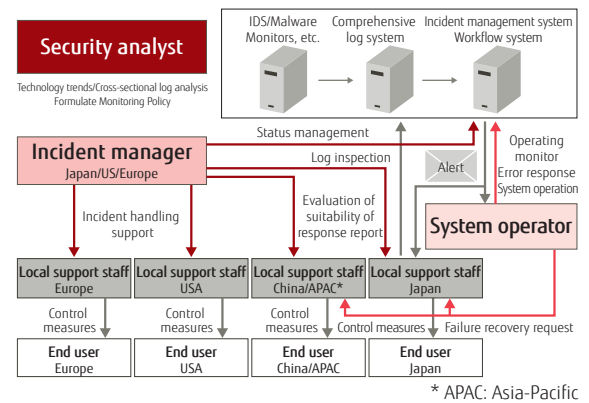 Security analyst
Technology trends/Cross-sectional log analysis
Formulate Monitoring Policy
IDS/Malware
Monitors, etc.
Comprehensive
log system
Incident management system
Workflow system
Status management
Incident manager
Japan/US/Europe
Log inspection
Alert
Operating
monitor
Error response
System operation
Incident handling
support
Evaluation of
suitability of
response report
System operator
Local support staff
Europe
Local support staff
USA
Local support staff
China/APAC*
Local support staff
Japan
Control
measures
Control
measures
Control
measures
Control measures
Failure recovery request
End user
Europe
End user
USA
End user
China/APAC
End user
Japan
* APAC: Asia-Pacific